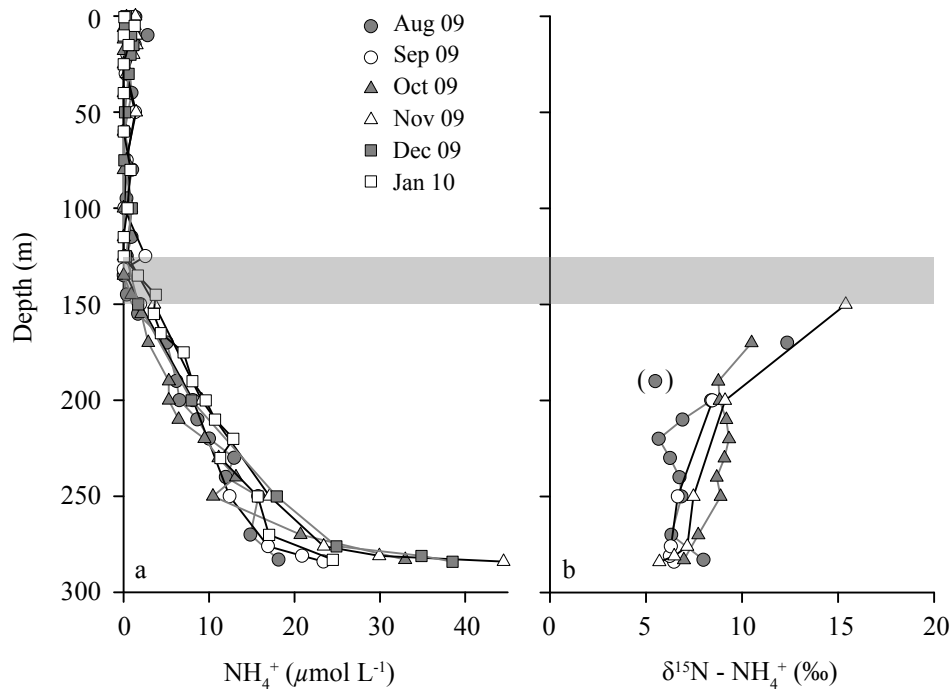 0
50
100
150
200
250
300
Depth (m)
Aug 09
Sep 09
Oct 09
Nov 09
Dec 09
Jan 10
a
0
10
20
30
40
NH₄⁺ (µmol L⁻¹)
( )
b
0
5
10
15
20
δ¹⁵N - NH₄⁺ (‰)